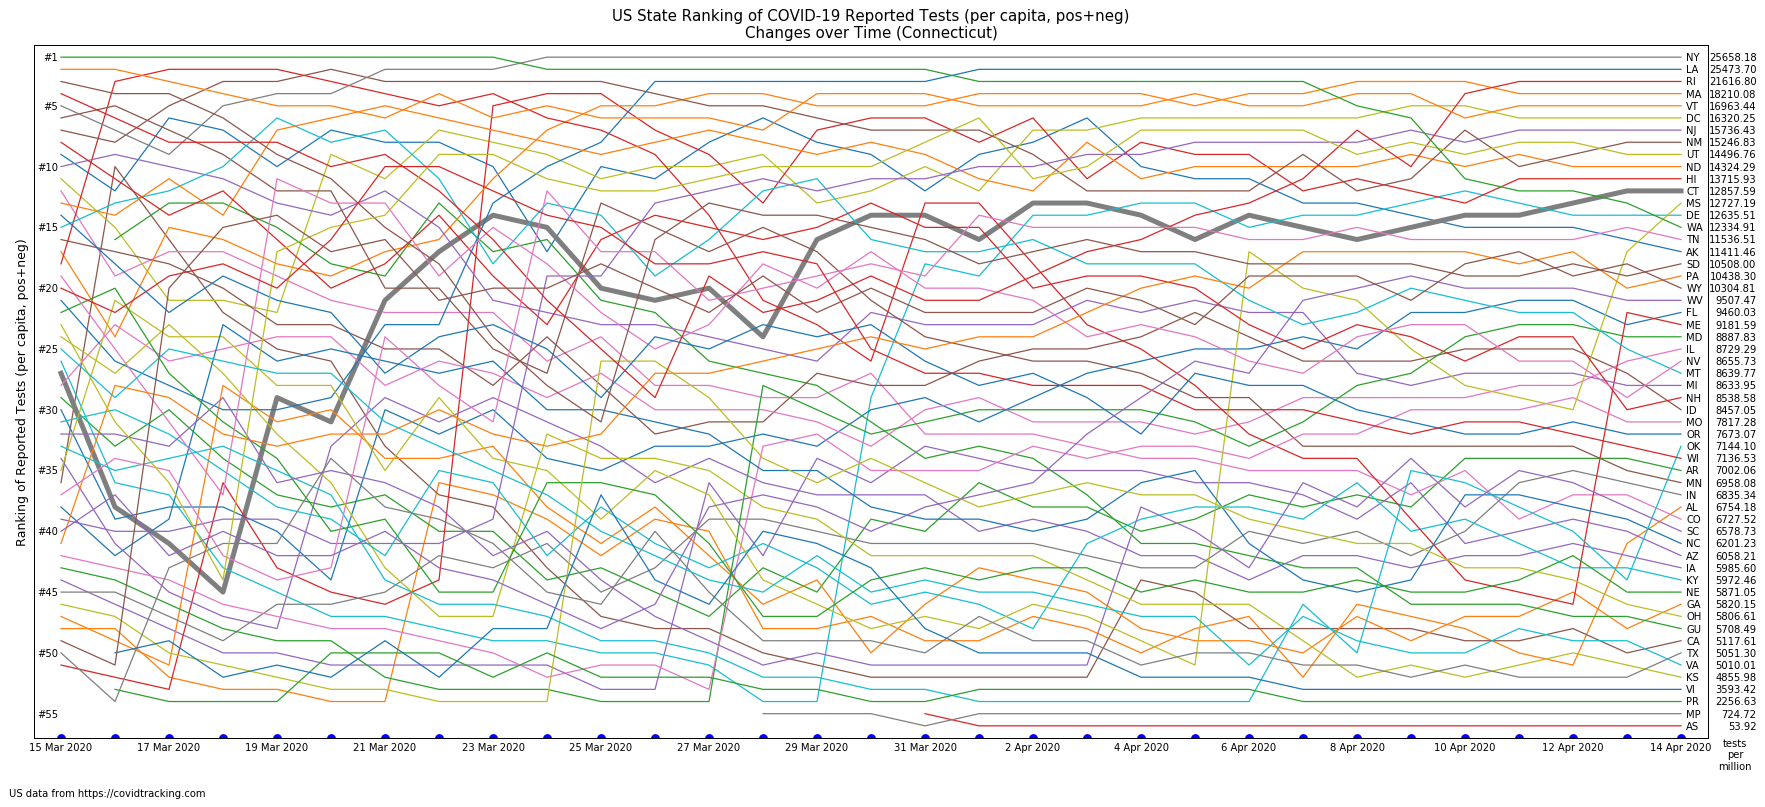 US State Ranking of COVID-19 Reported Tests (per capita, pos+neg)
Changes over Time (Connecticut)
Ranking of Reported Tests (per capita, pos+neg)
#1
#5
#10
#15
#20
#25
#30
#35
#40
#45
#50
#55
NY 25658.18
LA 25473.70
RI 21616.80
MA 18210.08
VT 16963.44
DC 16320.25
NJ 15736.43
NM 15246.83
UT 14496.76
ND 14324.29
HI 13715.93
CT 12857.59
MS 12727.19
DE 12635.51
WA 12334.91
TN 11536.51
AK 11411.46
SD 10508.00
PA 10438.30
WY 10304.81
WV 9507.47
FL 9460.03
ME 9181.59
MD 8887.83
IL 8729.29
NV 8655.73
MT 8639.77
MI 8633.95
NH 8538.58
ID 8457.05
MO 7817.28
OR 7673.07
OK 7144.10
WI 7136.53
AR 7002.06
MN 6958.08
IN 6835.34
AL 6754.18
CO 6727.52
SC 6578.73
NC 6201.23
AZ 6058.21
IA 5985.60
KY 5972.46
NE 5871.05
GA 5820.15
OH 5806.61
GU 5708.49
CA 5117.61
TX 5051.30
VA 5010.01
KS 4855.98
VI 3593.42
PR 2256.63
MP 724.72
AS 53.92
15 Mar 2020 17 Mar 2020 19 Mar 2020 21 Mar 2020 23 Mar 2020 25 Mar 2020 27 Mar 2020 29 Mar 2020 31 Mar 2020 2 Apr 2020 4 Apr 2020 6 Apr 2020 8 Apr 2020 10 Apr 2020 12 Apr 2020 14 Apr 2020
tests
per
million
US data from https://covidtracking.com